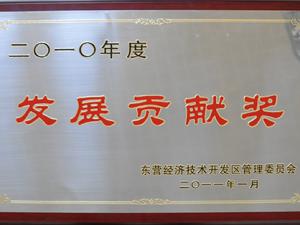 二〇一〇年度
发展贡献奖
东营经济技术开发区管理委员会
二〇一一年一月